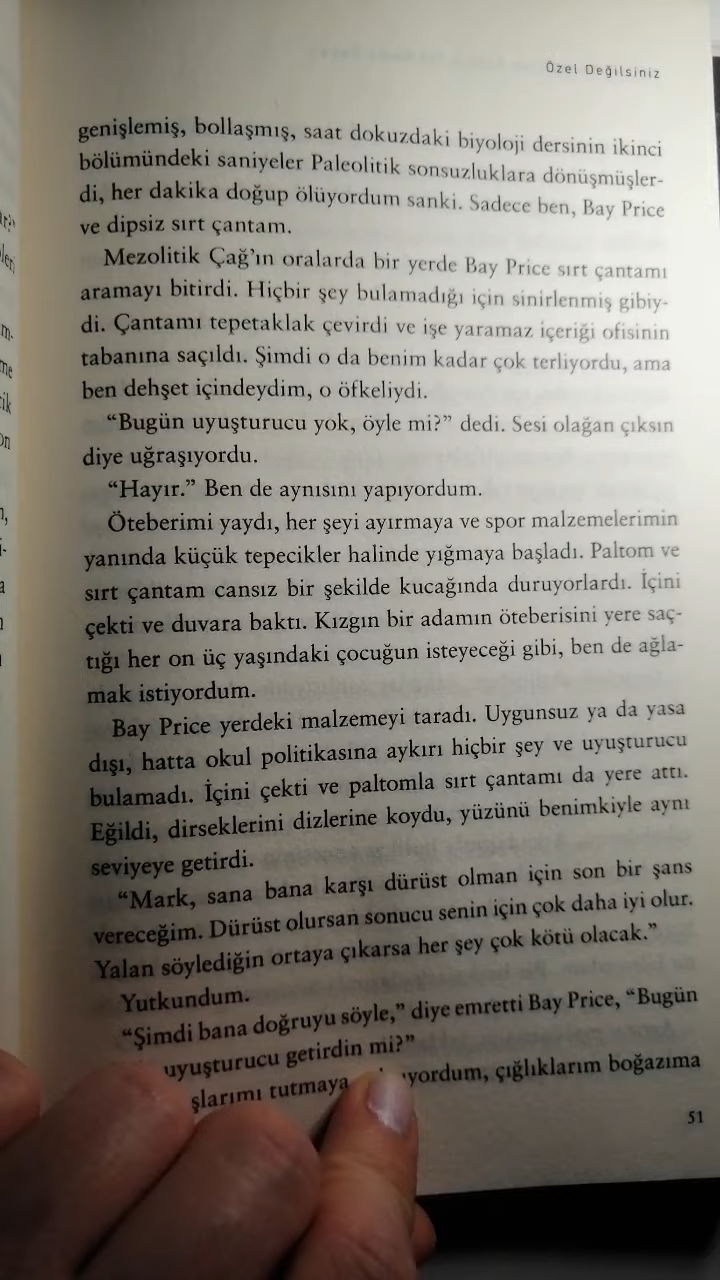 Özel Değilsiniz
genişlemiş, bollaşmış, saat dokuzdaki biyoloji dersinin ikinci
bölümündeki saniyeler Paleolitik sonsuzluklara dönüşmüşler-
di, her dakika doğup ölüyordum sanki. Sadece ben, Bay Price
ve dipsiz sırt çantam.
Mezolitik Çağ’ın oralarda bir yerde Bay Price sırt çantamı
aramayı bitirdi. Hiçbir şey bulamadığı için sinirlenmiş gibiy-
di. Çantamı tepetaklak çevirdi ve işe yaramaz içeriği ofisinin
tabanına saçıldı. Şimdi o da benim kadar çok terliyordu, ama
ben dehşet içindeydim, o öfkeliydi.
“Bugün uyuşturucu yok, öyle mi?” dedi. Sesi olağan çıksın
diye uğraşıyordu.
“Hayır.” Ben de aynısını yapıyordum.
Öteberimi yaydı, her şeyi ayırmaya ve spor malzemelerimin
yanında küçük tepecikler halinde yığmaya başladı. Paltom ve
sırt çantam cansız bir şekilde kucağında duruyorlardı. İçini
çekti ve duvara baktı. Kızgın bir adamın öteberisini yere saç-
tığı her on üç yaşındaki çocuğun isteyeceği gibi, ben de ağla-
mak istiyordum.
Bay Price yerdeki malzemeyi taradı. Uygunsuz ya da yasa
dışı, hatta okul politikasına aykırı hiçbir şey ve uyuşturucu
bulamadı. İçini çekti ve paltomla sırt çantamı da yere attı.
Eğildi, dirseklerini dizlerine koydu, yüzünü benimkiyle aynı
seviyeye getirdi.
“Mark, sana bana karşı dürüst olman için son bir şans
vereceğim. Dürüst olursan sonucu senin için çok daha iyi olur.
Yalan söylediğin ortaya çıkarsa her şey çok kötü olacak.”
Yutkundum.
“Şimdi bana doğruyu söyle,” diye emretti Bay Price, “Bugün
uyuşturucu getirdin mi?”
şlarımı tutmaya yordum, çığlıklarım boğazıma
51